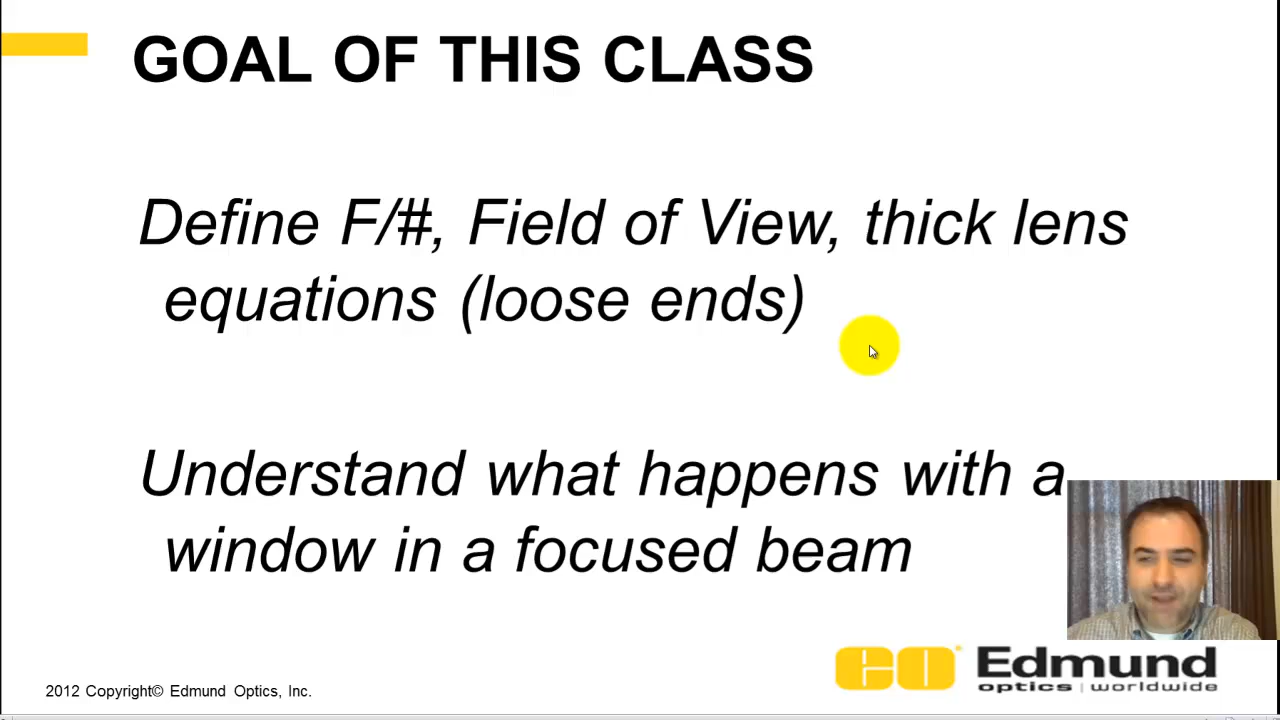 GOAL OF THIS CLASS
Define F/#, Field of View, thick lens
equations (loose ends)
Understand what happens with a
window in a focused beam
2012 Copyright© Edmund Optics, Inc.
EO Edmund
optics | worldwide